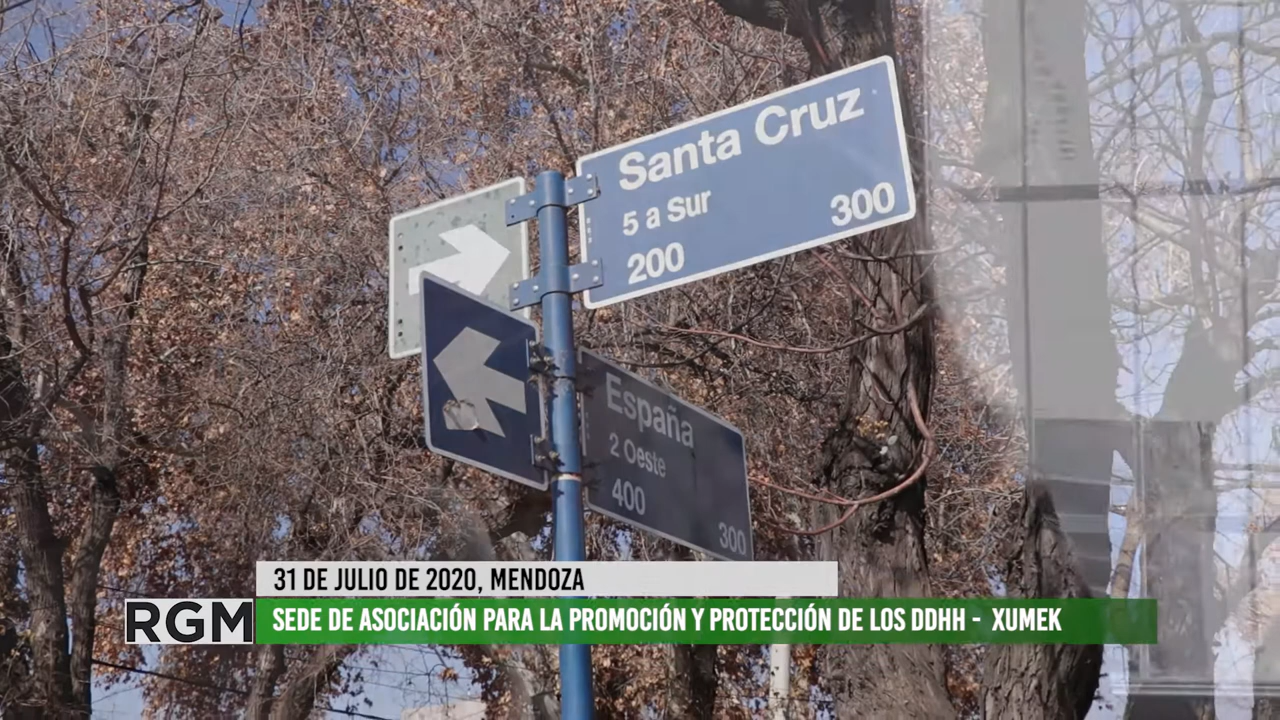 Santa Cruz
5 a Sur
200 300
España
2 Oeste
400 300
31 DE JULIO DE 2020, MENDOZA
RGM
SEDE DE ASOCIACIÓN PARA LA PROMOCIÓN Y PROTECCIÓN DE LOS DDHH - XUMEK